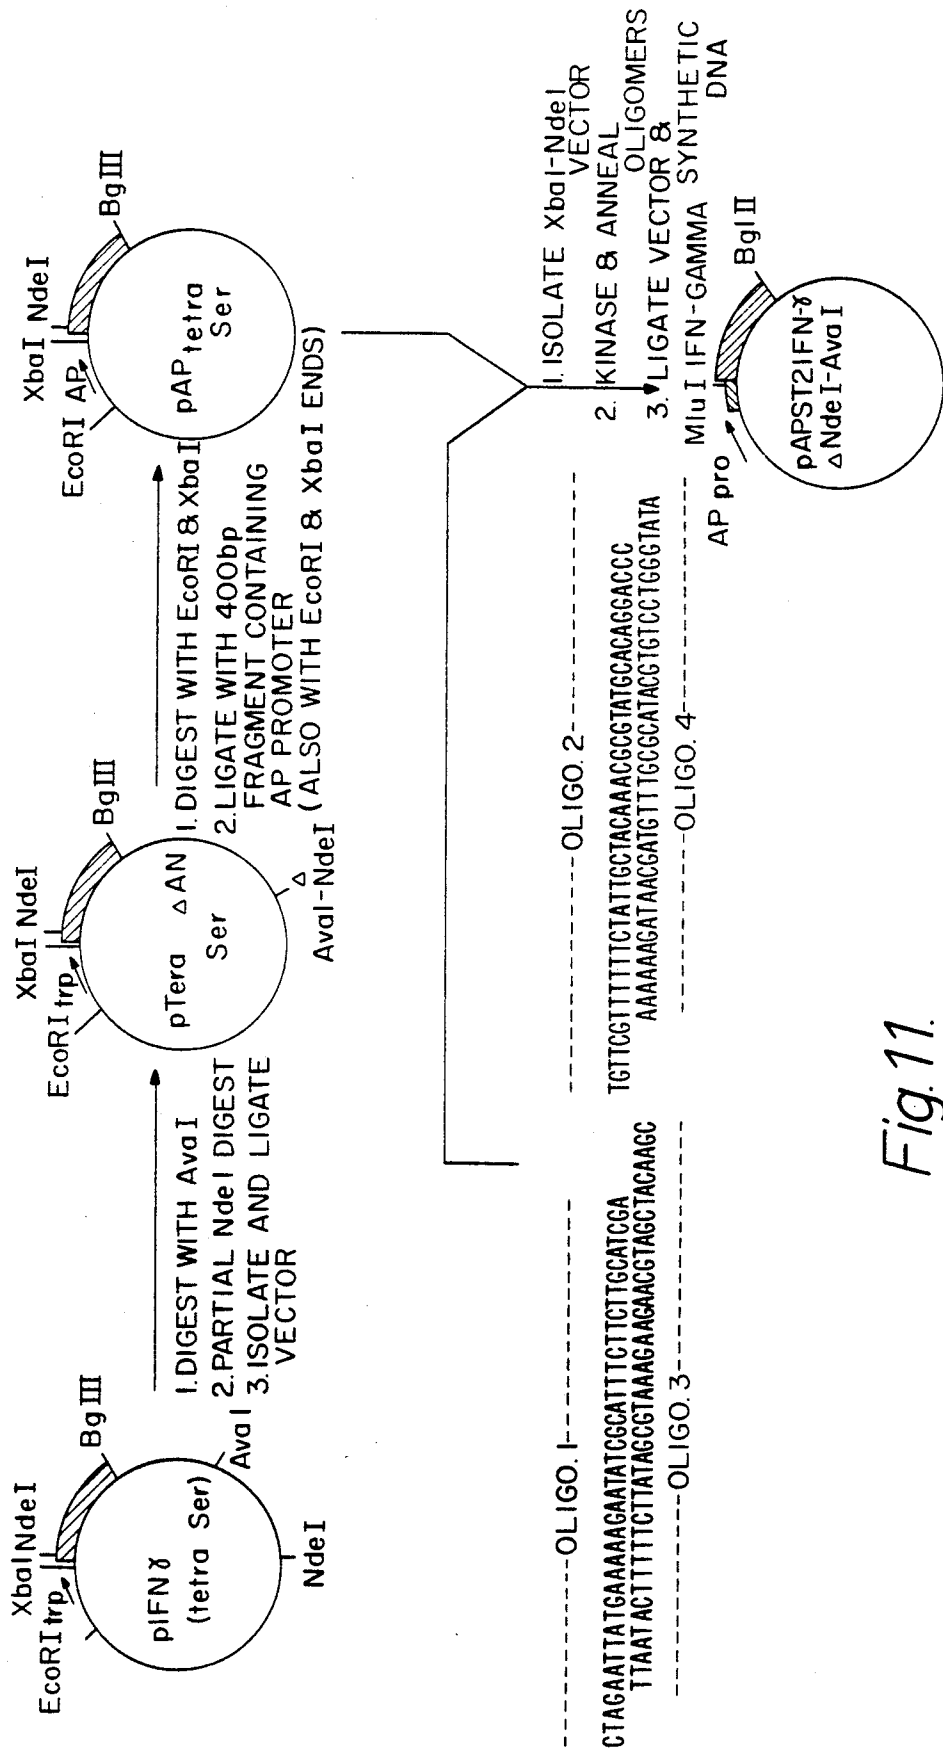 XbaI NdeI
EcoRI trp
BgIII
pIFNγ
(tetra Ser)
AvaI
NdeI
1. DIGEST WITH AvaI
2. PARTIAL NdeI DIGEST
3. ISOLATE AND LIGATE
VECTOR
XbaI NdeI
EcoRI trp
BgIII
pTera ΔAN
Ser
Δ
AvaI-NdeI
1. DIGEST WITH EcoRI & XbaI
2. LIGATE WITH 400bp
FRAGMENT CONTAINING
AP PROMOTER
(ALSO WITH EcoRI & XbaI ENDS)
XbaI NdeI
EcoRI AP
BgIII
pAP tetra
Ser
1. ISOLATE XbaI-NdeI
VECTOR
2. KINASE & ANNEAL
OLIGOMERS
3. LIGATE VECTOR &
SYNTHETIC
DNA
-----OLIGO. 1-----
CTAGAATTATGAAAAAGAATATCGCATTTCTTCTTGCATCGA
TTAATACTTTTTCTTATAGCGTAAAGAAGAACGTAGCTACAAGC
-----OLIGO. 3-----
-----OLIGO. 2-----
TGTTCGTTTTTTCTATTGCTACAAACGCGTATGCACAGGACCC
AAAAAAGATAACGATGTTTGCGCATACGTGTCCTGGGTATA
-----OLIGO. 4-----
MluI IFN-GAMMA
AP pro
BglII
pAPST2IFN-γ
ΔNdeI-AvaI
Fig. 11.